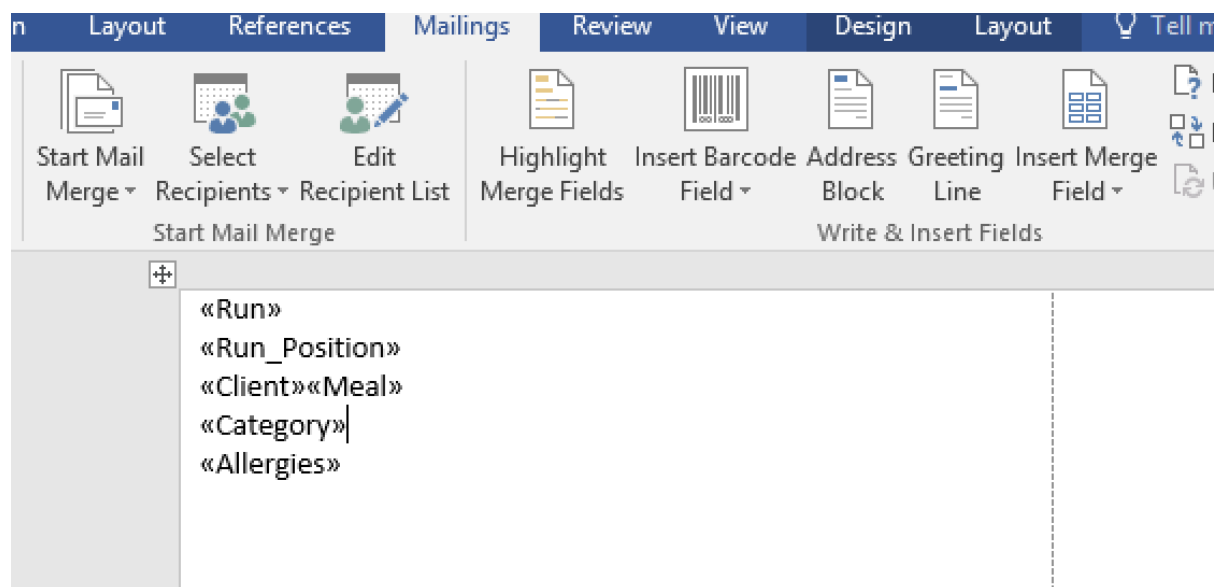 Layout References Mailings Review View Design Layout Tell
Start Mail Merge Select Recipients Edit Recipient List Highlight Merge Fields Insert Barcode Field Address Block Greeting Line Insert Merge Field
Start Mail Merge Write & Insert Fields
«Run»
«Run_Position»
«Client»«Meal»
«Category»
«Allergies»